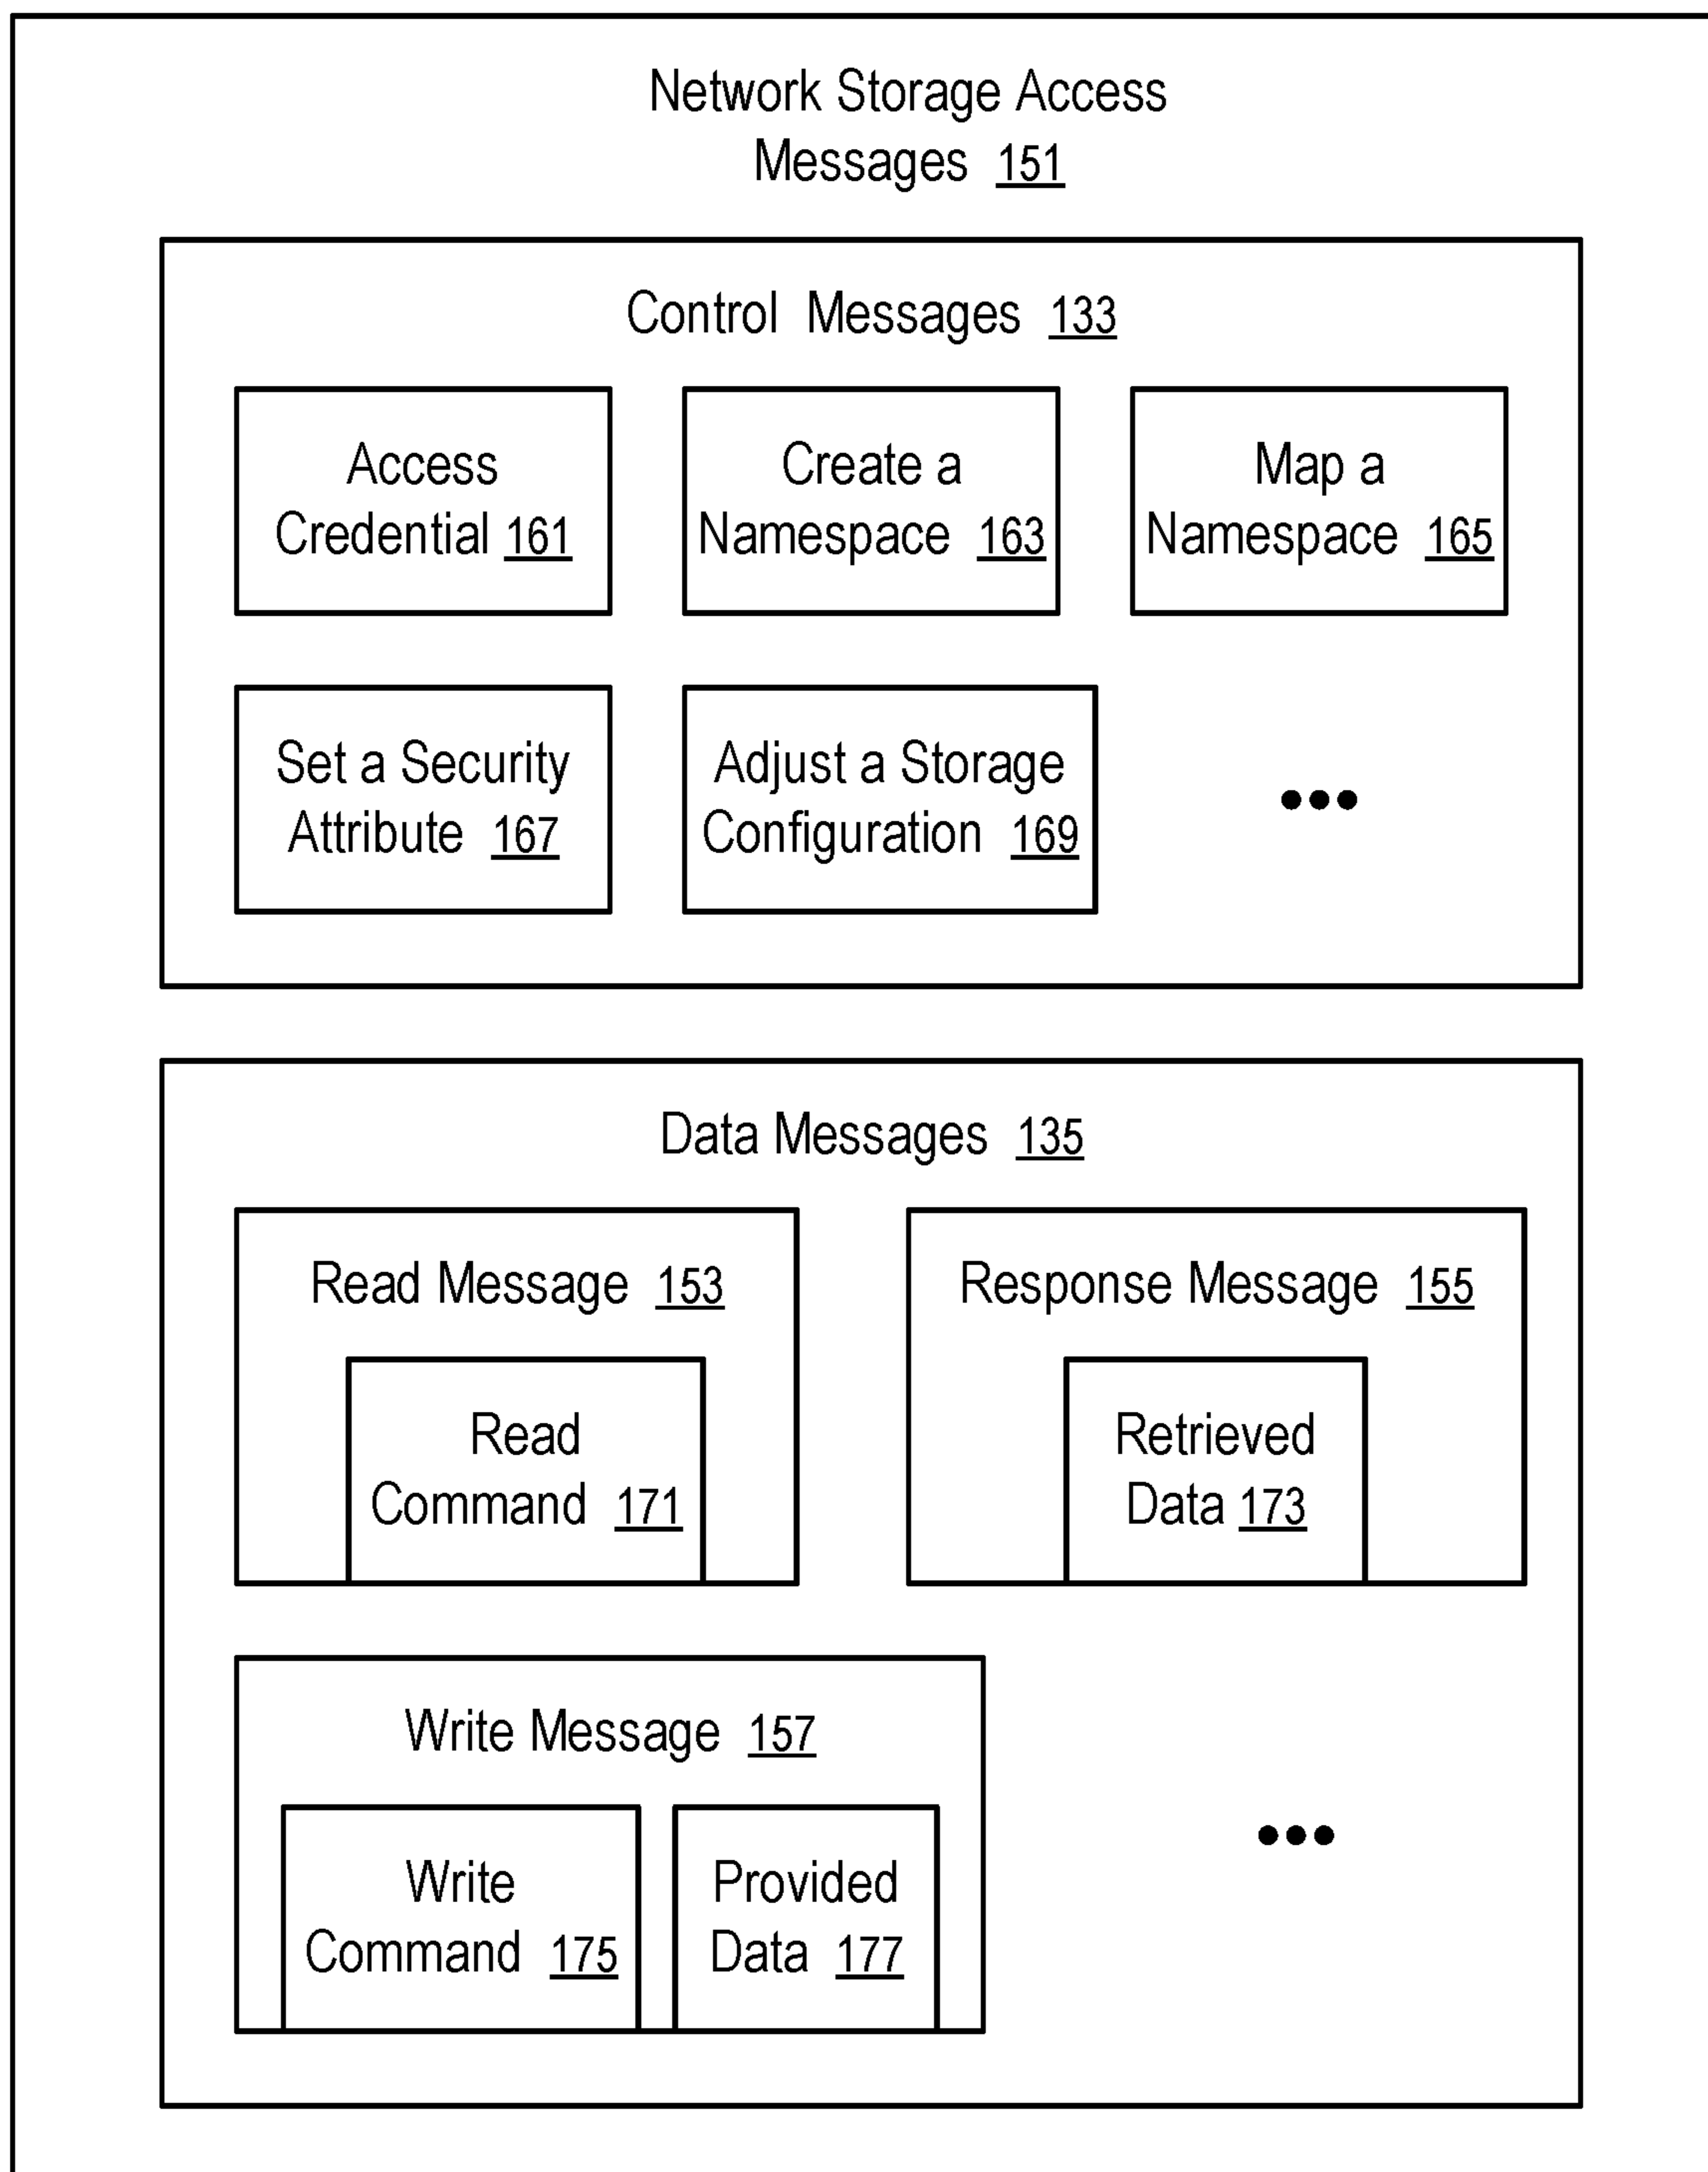 Network Storage Access
Messages 151
Control Messages 133
Access
Credential 161
Create a
Namespace 163
Map a
Namespace 165
Set a Security
Attribute 167
Adjust a Storage
Configuration 169
•••
Data Messages 135
Read Message 153
Read
Command 171
Response Message 155
Retrieved
Data 173
Write Message 157
Write
Command 175
Provided
Data 177
•••